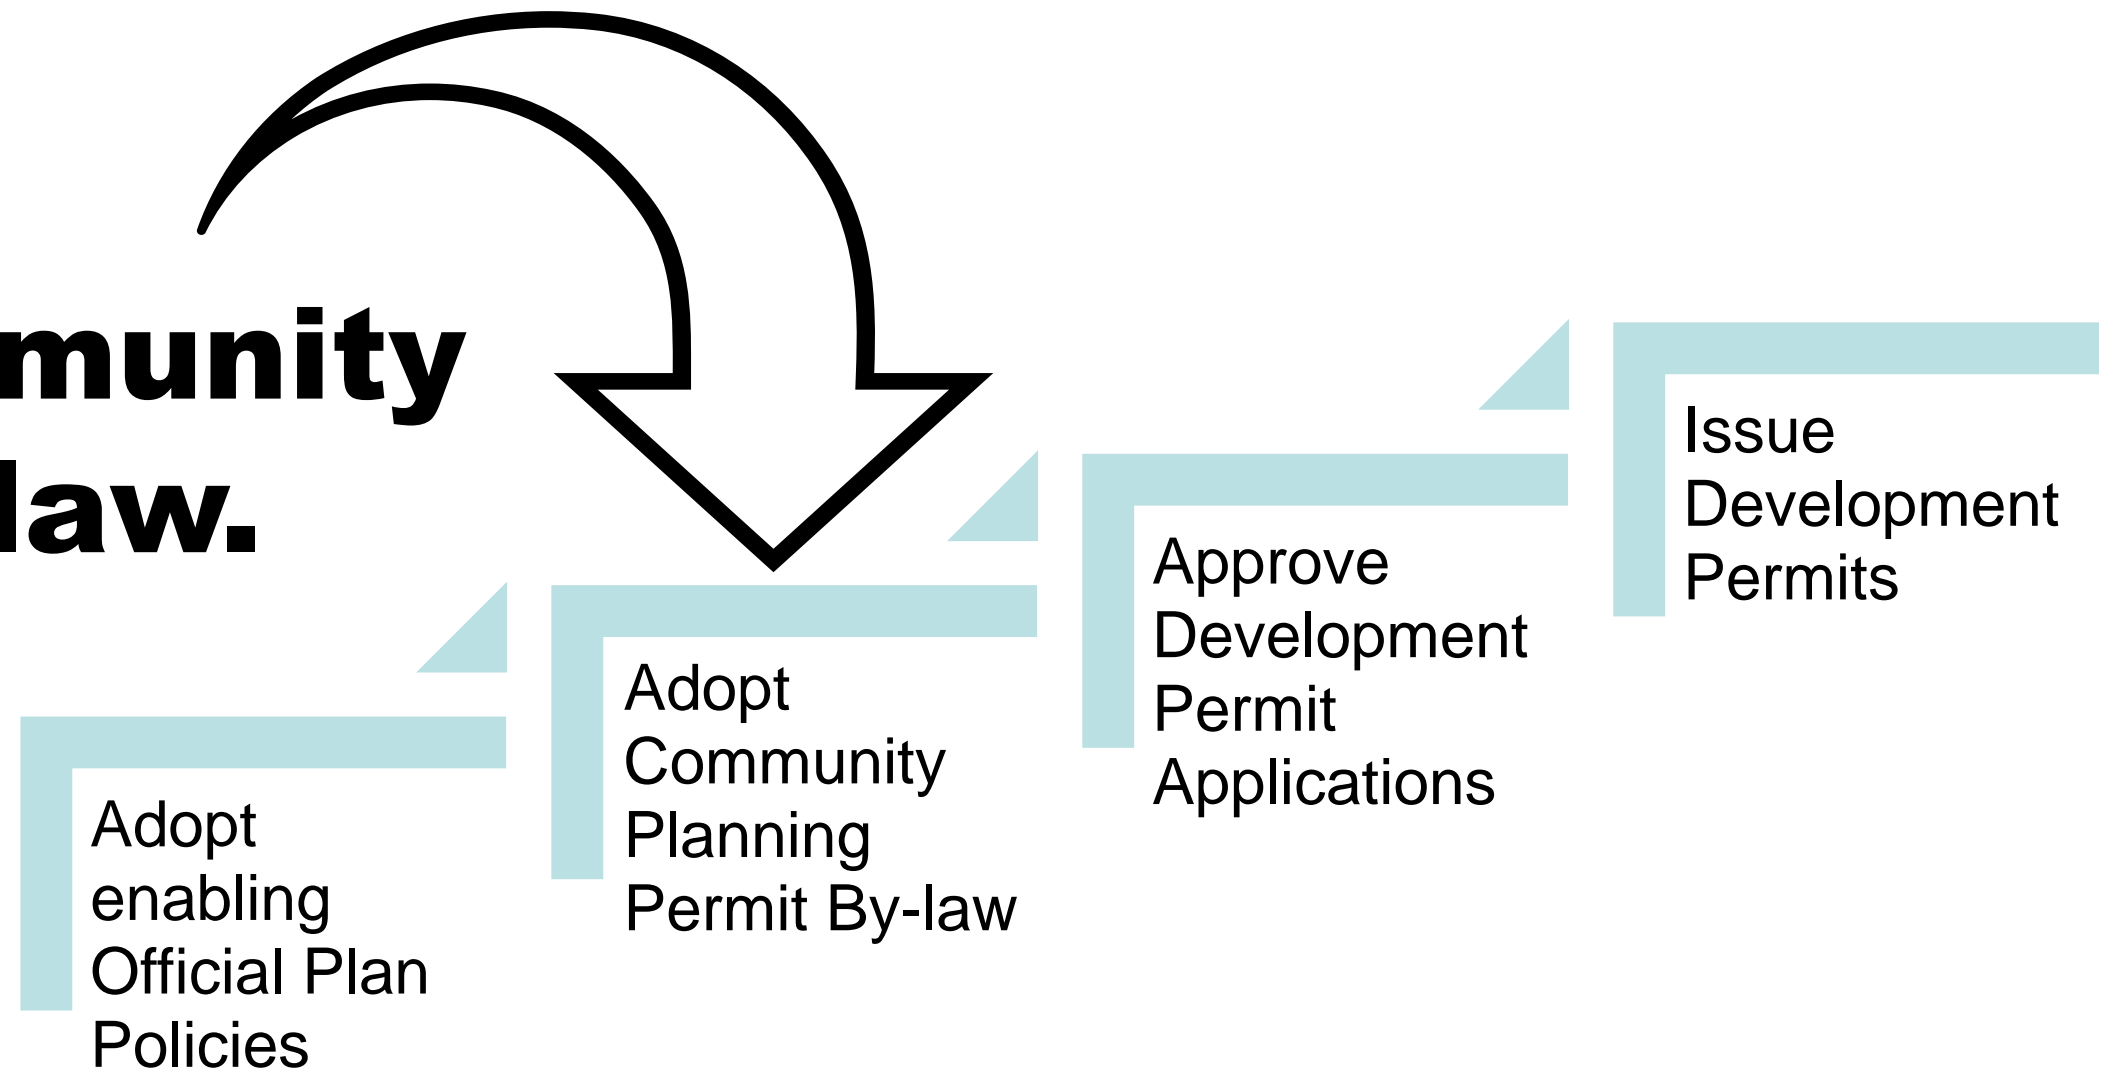 munity
law.
Adopt
enabling
Official Plan
Policies
Adopt
Community
Planning
Permit By-law
Approve
Development
Permit
Applications
Issue
Development
Permits